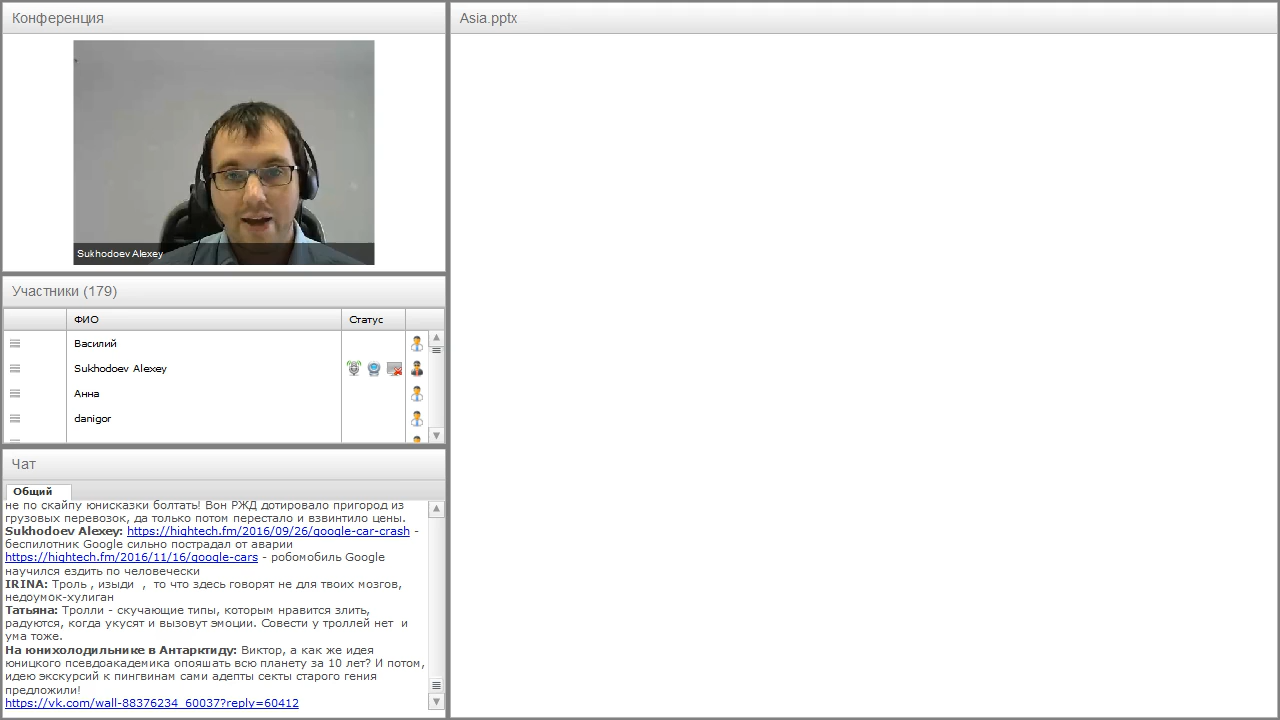 Конференция
Sukhodoev Alexey
Участники (179)
ФИО
Статус
Василий
Sukhodoev Alexey
Анна
danigor
Чат
Общий
не по скайпу юнисказки болтать! Вон РЖД дотировало пригород из
грузовых перевозок, да только потом перестало и взвинтило цены.
Sukhodoev Alexey: https://hightech.fm/2016/09/26/google-car-crash -
беспилотник Google сильно пострадал от аварии
https://hightech.fm/2016/11/16/google-cars - робомобиль Google
научился ездить по человечески
IRINA: Троль , изыди , то что здесь говорят не для твоих мозгов,
недоумок-хулиган
Татьяна: Тролли - скучающие типы, которым нравится злить,
радуются, когда укусят и вызовут эмоции. Совести у троллей нет и
ума тоже.
На юнихолодильнике в Антарктиду: Виктор, а как же идея
юницкого псевдоакадемика опояшать всю планету за 10 лет? И потом,
идею экскурсий к пингвинам сами адепты секты старого гения
предложили!
https://vk.com/wall-88376234_60037?reply=60412
Asia.pptx